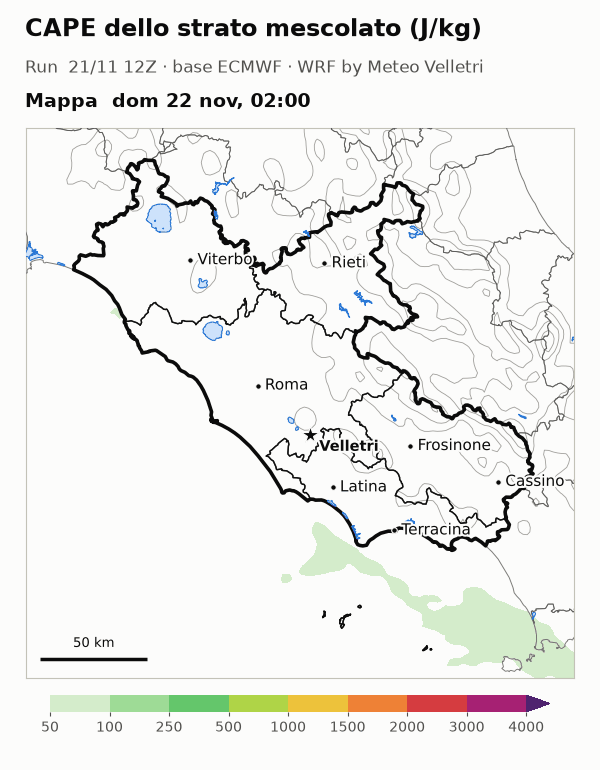 CAPE dello strato mescolato (J/kg)
Run  21/11 12Z · base ECMWF · WRF by Meteo Velletri
Mappa  dom 22 nov, 02:00
Viterbo
Rieti
Roma
Velletri
Frosinone
Cassino
Latina
Terracina
50 km
50 100 250 500 1000 1500 2000 3000 4000